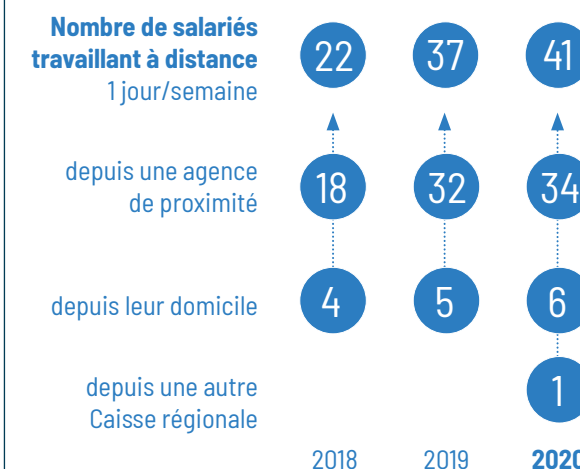 Nombre de salariés
travaillant à distance
1 jour/semaine
22 37 41
depuis une agence
de proximité
18 32 34
depuis leur domicile
4 5 6
depuis une autre
Caisse régionale
1
2018 2019 2020